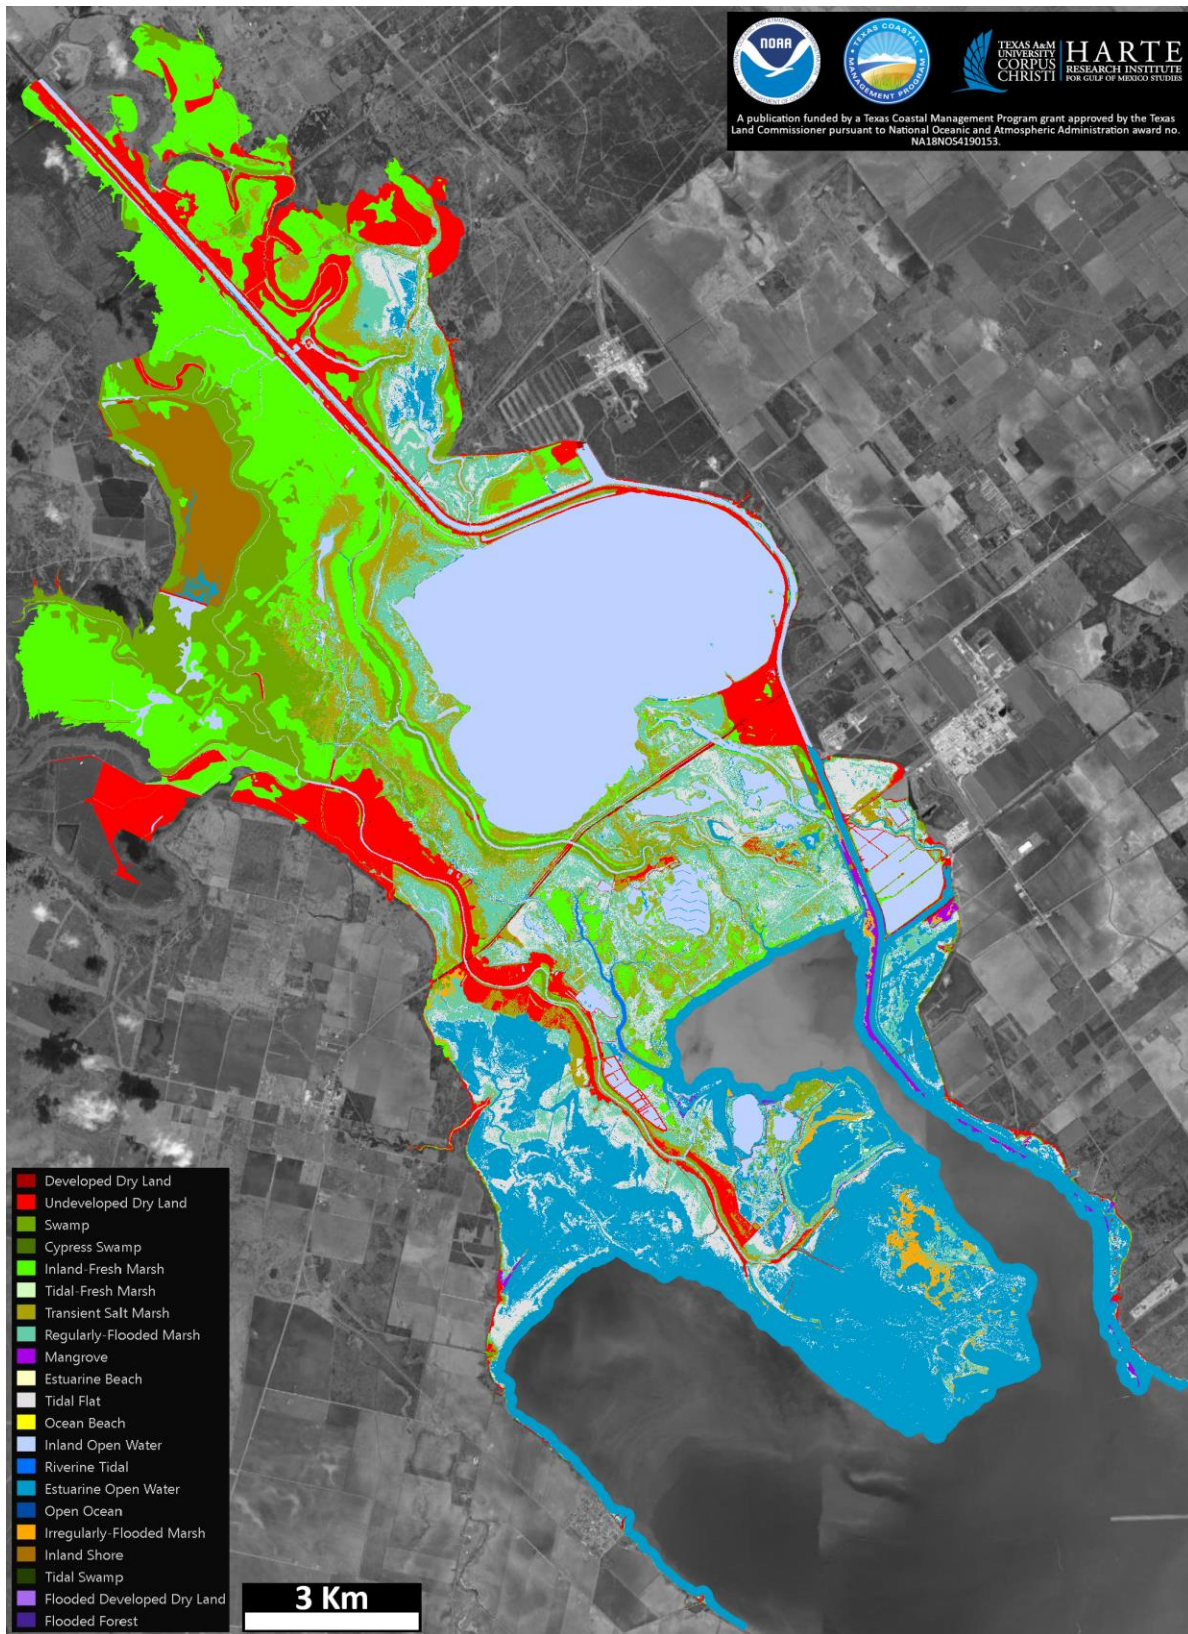 NOAA
TEXAS COASTAL
MANAGEMENT PROGRAM
TEXAS A&M
UNIVERSITY
CORPUS
CHRISTI
HARTE
RESEARCH INSTITUTE
FOR GULF OF MEXICO STUDIES
A publication funded by a Texas Coastal Management Program grant approved by the Texas
Land Commissioner pursuant to National Oceanic and Atmospheric Administration award no.
NA18NOS4190153.
Developed Dry Land
Undeveloped Dry Land
Swamp
Cypress Swamp
Inland-Fresh Marsh
Tidal-Fresh Marsh
Transient Salt Marsh
Regularly-Flooded Marsh
Mangrove
Estuarine Beach
Tidal Flat
Ocean Beach
Inland Open Water
Riverine Tidal
Estuarine Open Water
Open Ocean
Irregularly-Flooded Marsh
Inland Shore
Tidal Swamp
Flooded Developed Dry Land
Flooded Forest
3 Km